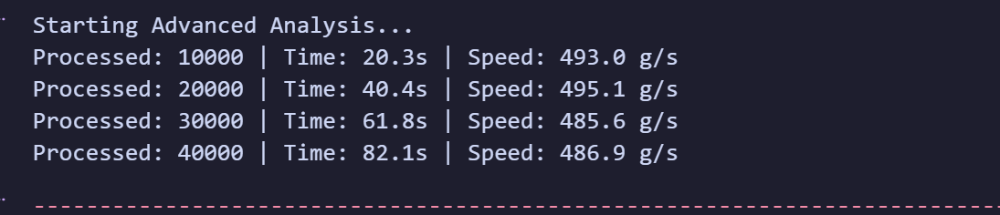 Starting Advanced Analysis...
Processed: 10000 | Time: 20.3s | Speed: 493.0 g/s
Processed: 20000 | Time: 40.4s | Speed: 495.1 g/s
Processed: 30000 | Time: 61.8s | Speed: 485.6 g/s
Processed: 40000 | Time: 82.1s | Speed: 486.9 g/s
---------------------------------------------------------------------------